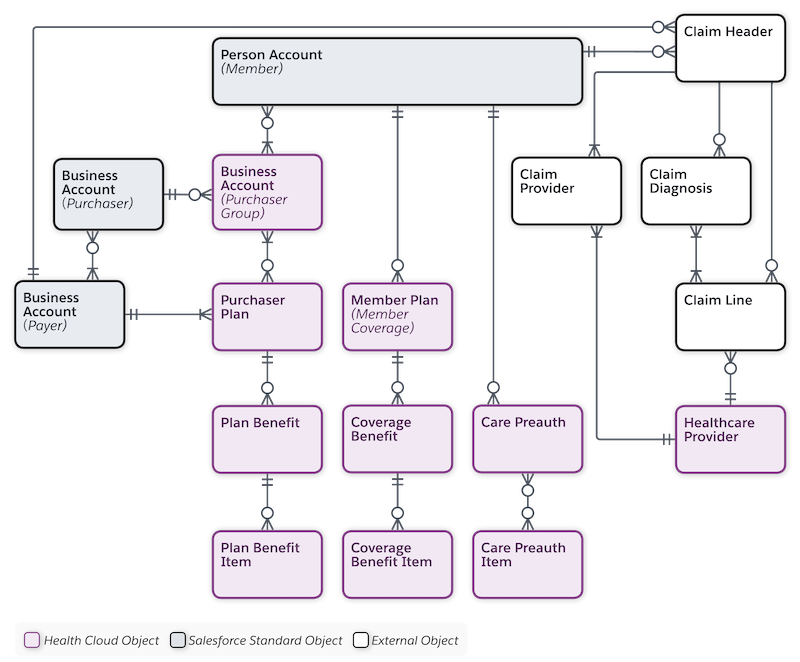 Claim Header
Person Account
(Member)
Business
Account
(Purchaser)
Business
Account
(Purchaser
Group)
Claim
Provider
Claim
Diagnosis
Business
Account
(Payer)
Purchaser
Plan
Member Plan
(Member
Coverage)
Claim Line
Plan Benefit
Coverage
Benefit
Care Preauth
Healthcare
Provider
Plan Benefit
Item
Coverage
Benefit Item
Care Preauth
Item
Health Cloud Object
Salesforce Standard Object
External Object